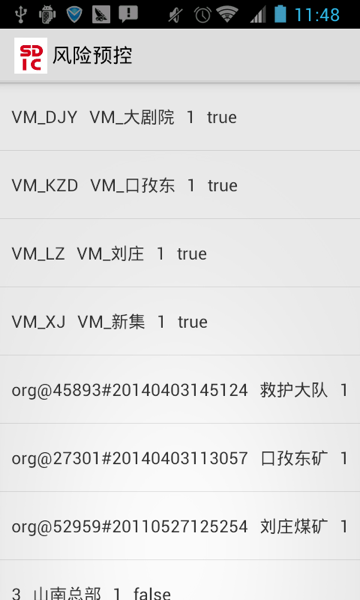 11:48
SD
IC
风险预控
VM_DJY VM_大剧院 1 true
VM_KZD VM_口孜东 1 true
VM_LZ VM_刘庄 1 true
VM_XJ VM_新集 1 true
org@45893#20140403145124 救护大队 1
org@27301#20140403113057 口孜东矿 1
org@52959#20110527125254 刘庄煤矿 1
3 山南总部 1 false